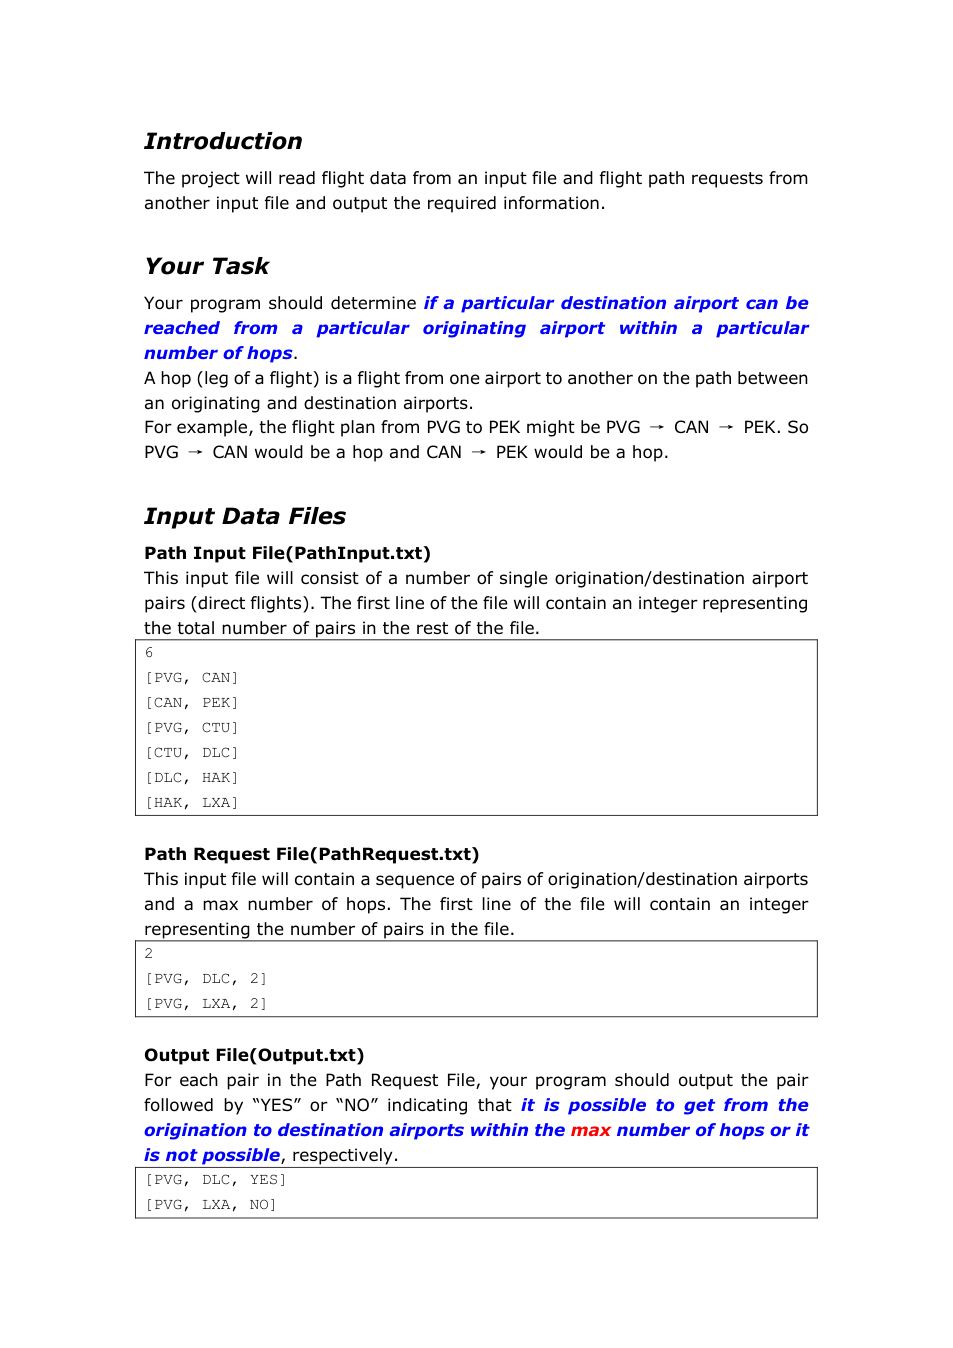 Introduction
The project will read flight data from an input file and flight path requests from
another input file and output the required information.
Your Task
Your program should determine if a particular destination airport can be
reached from a particular originating airport within a particular
number of hops.
A hop (leg of a flight) is a flight from one airport to another on the path between
an originating and destination airports.
For example, the flight plan from PVG to PEK might be PVG → CAN → PEK. So
PVG → CAN would be a hop and CAN → PEK would be a hop.
Input Data Files
Path Input File(PathInput.txt)
This input file will consist of a number of single origination/destination airport
pairs (direct flights). The first line of the file will contain an integer representing
the total number of pairs in the rest of the file.
6
[PVG, CAN]
[CAN, PEK]
[PVG, CTU]
[CTU, DLC]
[DLC, HAK]
[HAK, LXA]
Path Request File(PathRequest.txt)
This input file will contain a sequence of pairs of origination/destination airports
and a max number of hops. The first line of the file will contain an integer
representing the number of pairs in the file.
2
[PVG, DLC, 2]
[PVG, LXA, 2]
Output File(Output.txt)
For each pair in the Path Request File, your program should output the pair
followed by “YES” or “NO” indicating that it is possible to get from the
origination to destination airports within the max number of hops or it
is not possible, respectively.
[PVG, DLC, YES]
[PVG, LXA, NO]